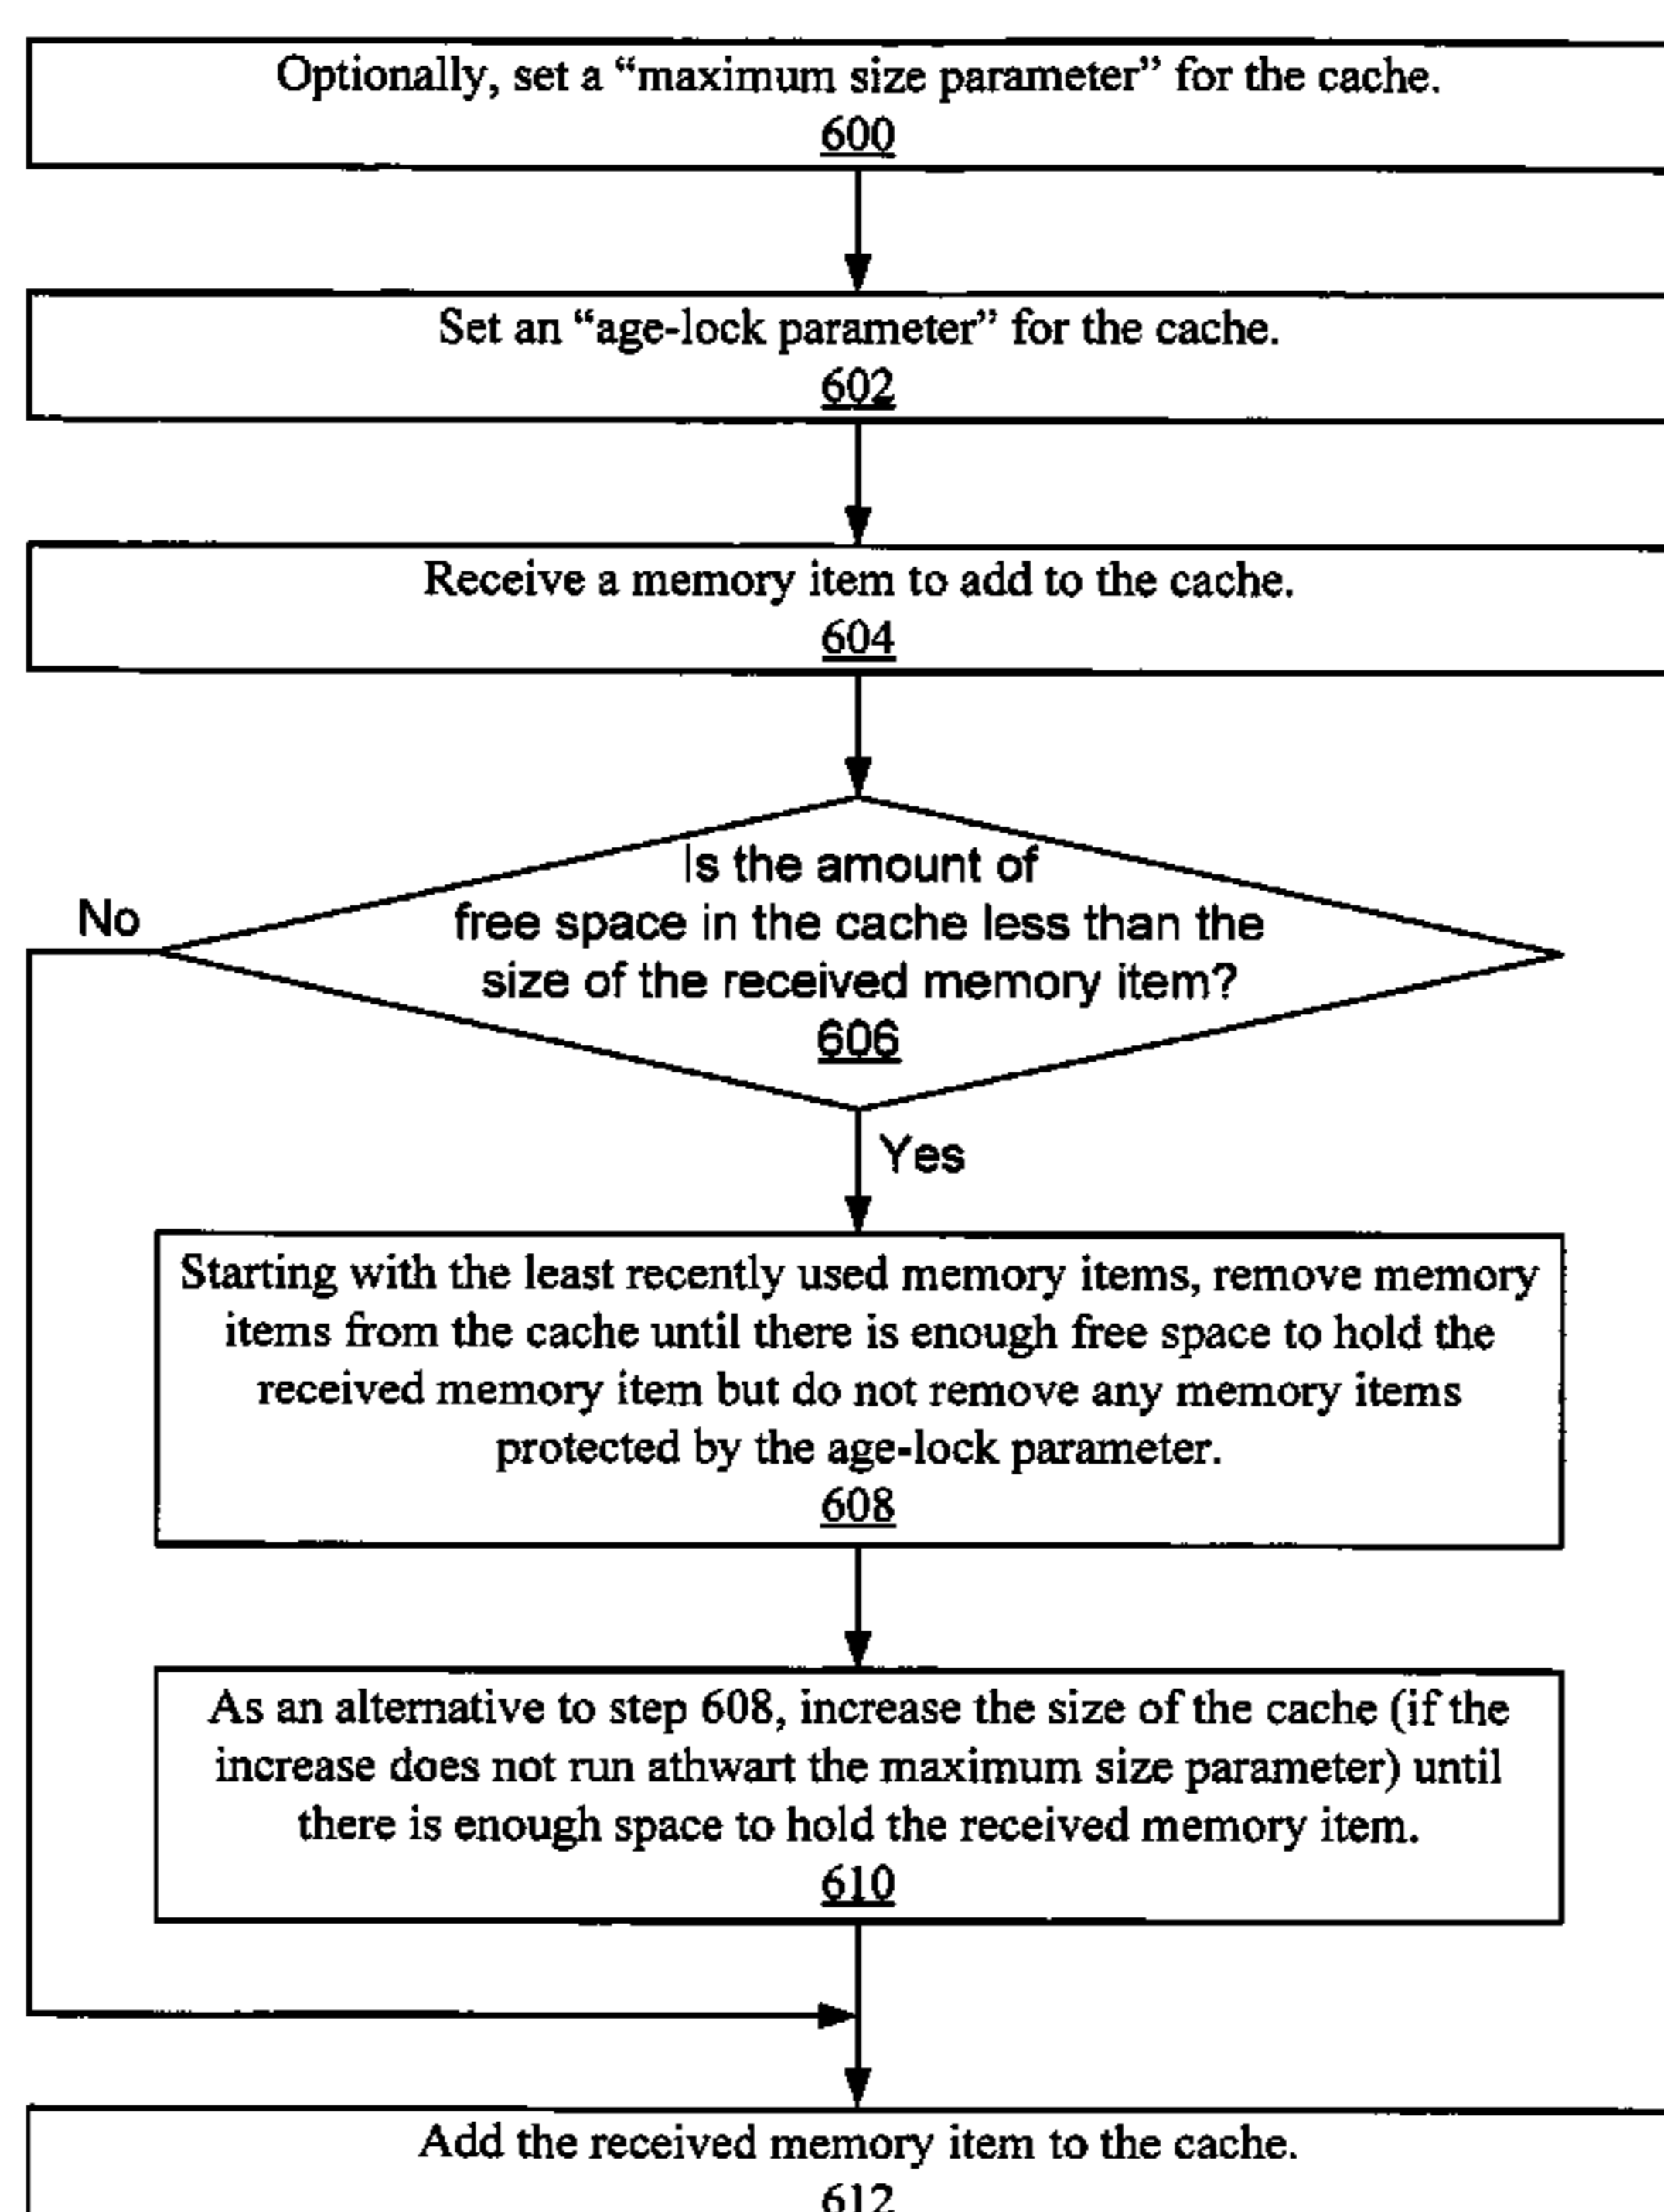 Optionally, set a “maximum size parameter” for the cache.
600
Set an “age-lock parameter” for the cache.
602
Receive a memory item to add to the cache.
604
Is the amount of
free space in the cache less than the
size of the received memory item?
606
No
Yes
Starting with the least recently used memory items, remove memory
items from the cache until there is enough free space to hold the
received memory item but do not remove any memory items
protected by the age-lock parameter.
608
As an alternative to step 608, increase the size of the cache (if the
increase does not run athwart the maximum size parameter) until
there is enough space to hold the received memory item.
610
Add the received memory item to the cache.
612